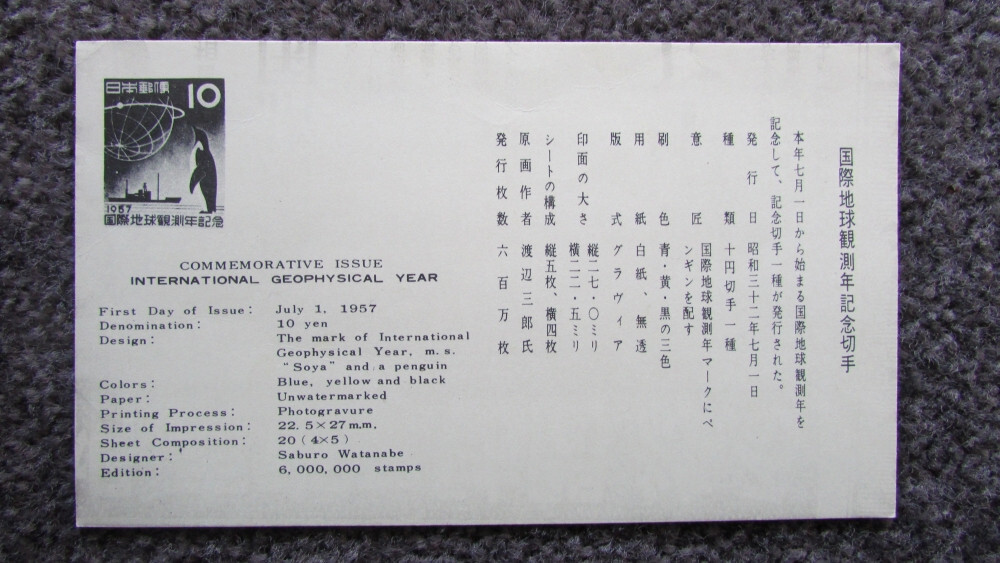 日本郵便 10
1957
国際地球観測年記念
COMMEMORATIVE ISSUE
INTERNATIONAL GEOPHYSICAL YEAR
First Day of Issue: July 1, 1957
Denomination: 10 yen
Design: The mark of International
Geophysical Year, m.s.
"Soya" and a penguin
Colors: Blue, yellow and black
Paper: Unwatermarked
Printing Process: Photogravure
Size of Impression: 22.5×27m.m.
Sheet Composition: 20(4×5)
Designer: Saburo Watanabe
Edition: 6,000,000 stamps
国際地球観測年記念切手
本年七月一日から始まる国際地球観測年を
記念して、記念切手一種が発行された。
発行日 昭和三十二年七月一日
種類 十円切手一種
意匠 国際地球観測年マークにペ
ンギンを配す
刷色 青・黄・黒の三色
用紙 白紙、無透
版式 グラヴィア
印面の大さ 縦二七・〇ミリ
横二二・五ミリ
シートの構成 縦五枚、横四枚
原画作者 渡辺三郎氏
発行枚数 六百万枚